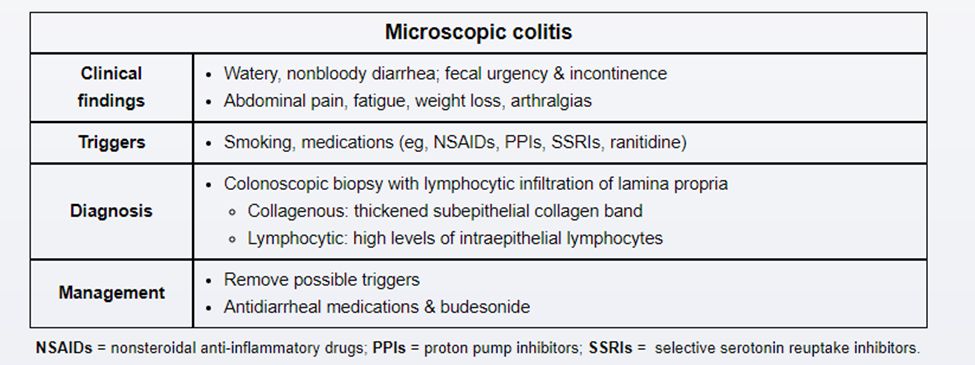 Microscopic colitis
Clinical
findings
• Watery, nonbloody diarrhea; fecal urgency & incontinence
• Abdominal pain, fatigue, weight loss, arthralgias
Triggers
• Smoking, medications (eg, NSAIDs, PPIs, SSRIs, ranitidine)
Diagnosis
• Colonoscopic biopsy with lymphocytic infiltration of lamina propria
◦ Collagenous: thickened subepithelial collagen band
◦ Lymphocytic: high levels of intraepithelial lymphocytes
Management
• Remove possible triggers
• Antidiarrheal medications & budesonide
NSAIDs = nonsteroidal anti-inflammatory drugs; PPIs = proton pump inhibitors; SSRIs = selective serotonin reuptake inhibitors.